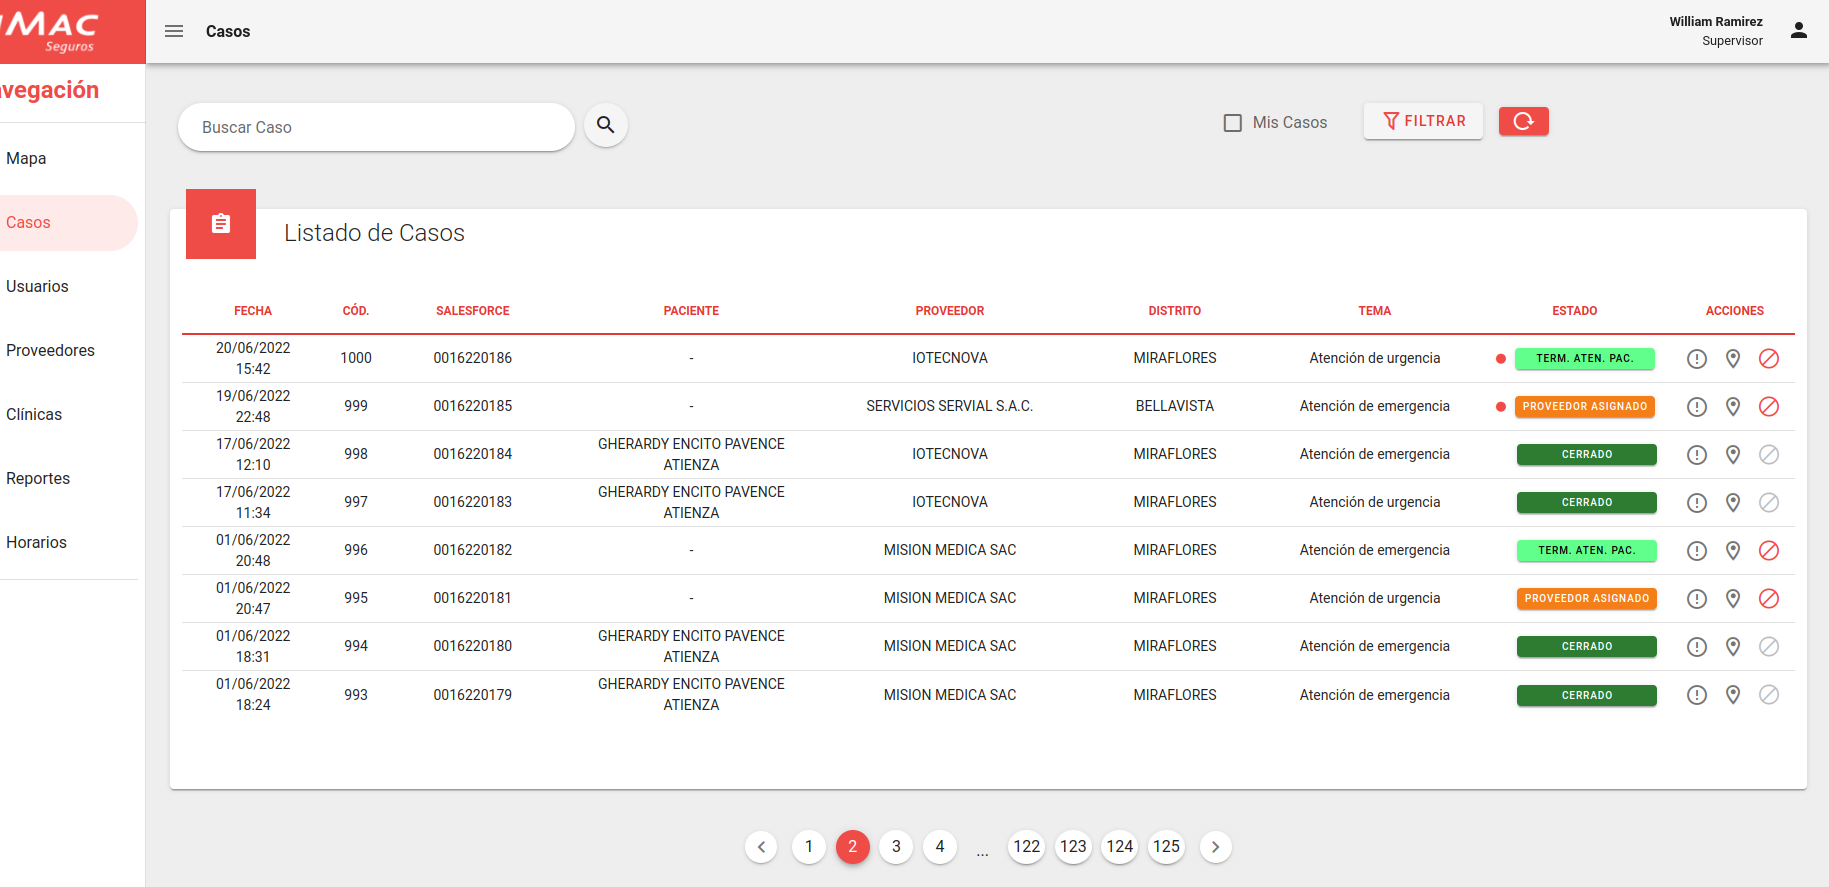 MAC
Seguros
Casos
William Ramirez
Supervisor
vegación
Mapa
Casos
Usuarios
Proveedores
Clínicas
Reportes
Horarios
Buscar Caso
Mis Casos
FILTRAR
Listado de Casos
FECHA CÓD. SALESFORCE PACIENTE PROVEEDOR DISTRITO TEMA ESTADO ACCIONES
20/06/2022 15:42 1000 0016220186 - IOTECNOVA MIRAFLORES Atención de urgencia TERM. ATEN. PAC.
19/06/2022 22:48 999 0016220185 - SERVICIOS SERVIAL S.A.C. BELLAVISTA Atención de emergencia PROVEEDOR ASIGNADO
17/06/2022 12:10 998 0016220184 GHERARDY ENCITO PAVENCE ATIENZA IOTECNOVA MIRAFLORES Atención de emergencia CERRADO
17/06/2022 11:34 997 0016220183 GHERARDY ENCITO PAVENCE ATIENZA IOTECNOVA MIRAFLORES Atención de urgencia CERRADO
01/06/2022 20:48 996 0016220182 - MISION MEDICA SAC MIRAFLORES Atención de emergencia TERM. ATEN. PAC.
01/06/2022 20:47 995 0016220181 - MISION MEDICA SAC MIRAFLORES Atención de urgencia PROVEEDOR ASIGNADO
01/06/2022 18:31 994 0016220180 GHERARDY ENCITO PAVENCE ATIENZA MISION MEDICA SAC MIRAFLORES Atención de emergencia CERRADO
01/06/2022 18:24 993 0016220179 GHERARDY ENCITO PAVENCE ATIENZA MISION MEDICA SAC MIRAFLORES Atención de emergencia CERRADO
1 2 3 4 ... 122 123 124 125